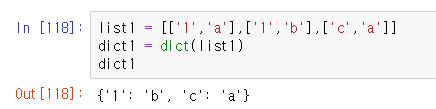 In [118]: list1 = [['1','a'],['1','b'],['c','a']]
dict1 = dict(list1)
dict1
Out[118]: {'1': 'b', 'c': 'a'}